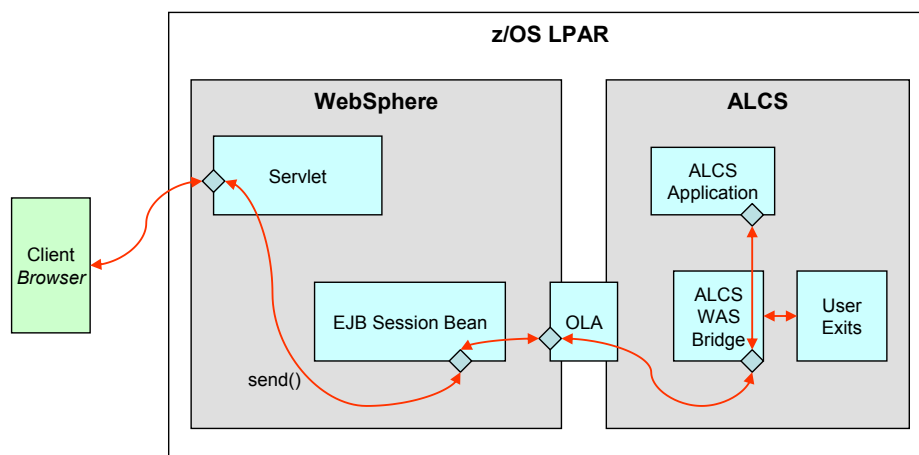 z/OS LPAR
WebSphere
ALCS
Servlet
ALCS
Application
Client
Browser
EJB Session Bean
OLA
ALCS
WAS
Bridge
User
Exits
send()